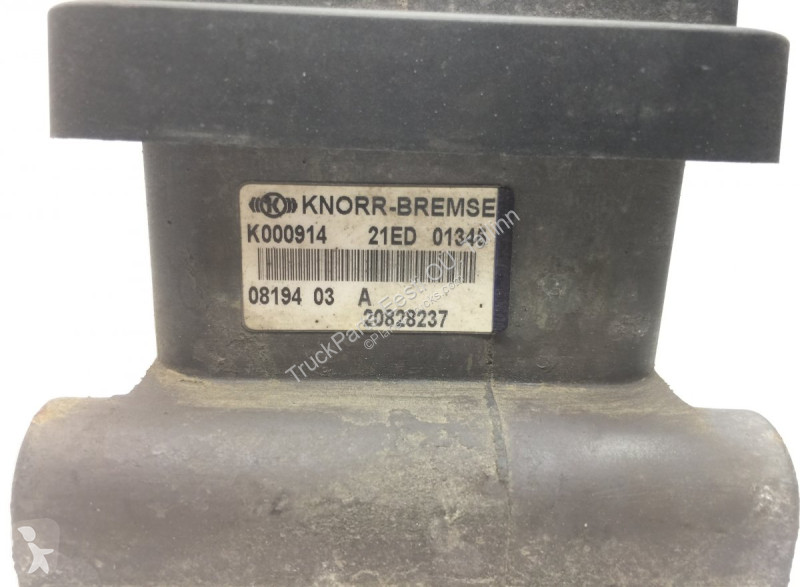 K KNORR-BREMSE
K000914 21ED 01345
08194 03 A
20828237